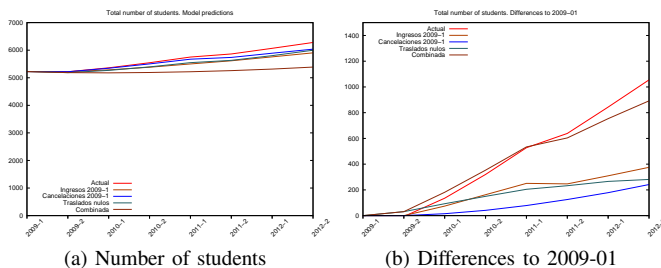 Total number of students. Model predictions
7000
6000
5000
4000
3000
2000
1000
0
Actual
Ingresos 2009−1
Cancelaciones 2009−1
Traslados nulos
Combinada
2009−1
2009−2
2010−1
2010−2
2011−1
2011−2
2012−1
2012−2
(a) Number of students
Total number of students. Differences to 2009−01
1400
1200
1000
800
600
400
200
0
Actual
Ingresos 2009−1
Cancelaciones 2009−1
Traslados nulos
Combinada
2009−1
2009−2
2010−1
2010−2
2011−1
2011−2
2012−1
2012−2
(b) Differences to 2009-01